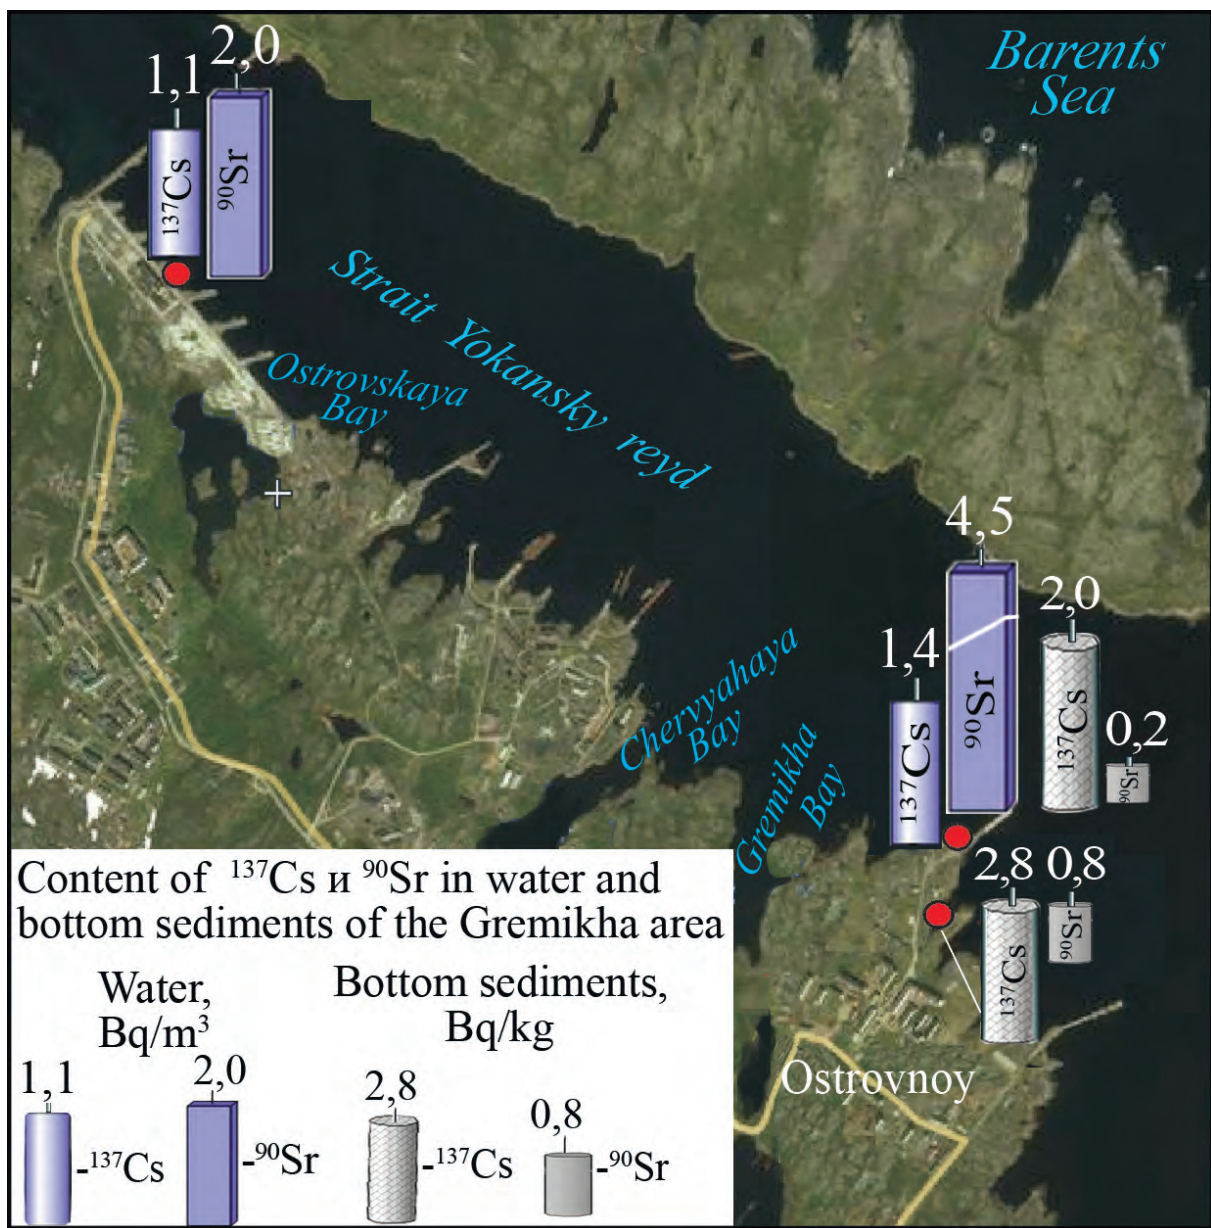 Barents
Sea
2,0
1,1
¹³⁷Cs
⁹⁰Sr
Strait Yokansky reyd
Ostrovskaya
Bay
4,5
2,0
1,4
0,2
¹³⁷Cs
⁹⁰Sr
¹³⁷Cs
⁹⁰Sr
Chervyahaya
Bay
Gremikha
Bay
2,8
0,8
¹³⁷Cs
⁹⁰Sr
Ostrovnoy
Content of ¹³⁷Cs и ⁹⁰Sr in water and
bottom sediments of the Gremikha area
Water,
Bq/m³
Bottom sediments,
Bq/kg
1,1
2,0
2,8
0,8
-¹³⁷Cs
-⁹⁰Sr
-¹³⁷Cs
-⁹⁰Sr